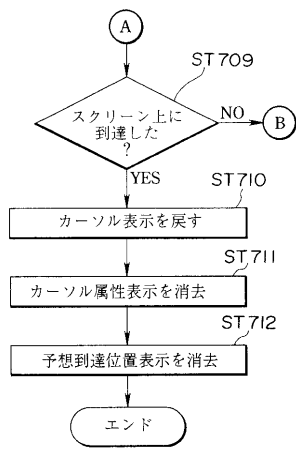 A
ST709
スクリーン上に
到達した
?
NO
B
YES
ST710
カーソル表示を戻す
ST711
カーソル属性表示を消去
ST712
予想到達位置表示を消去
エンド